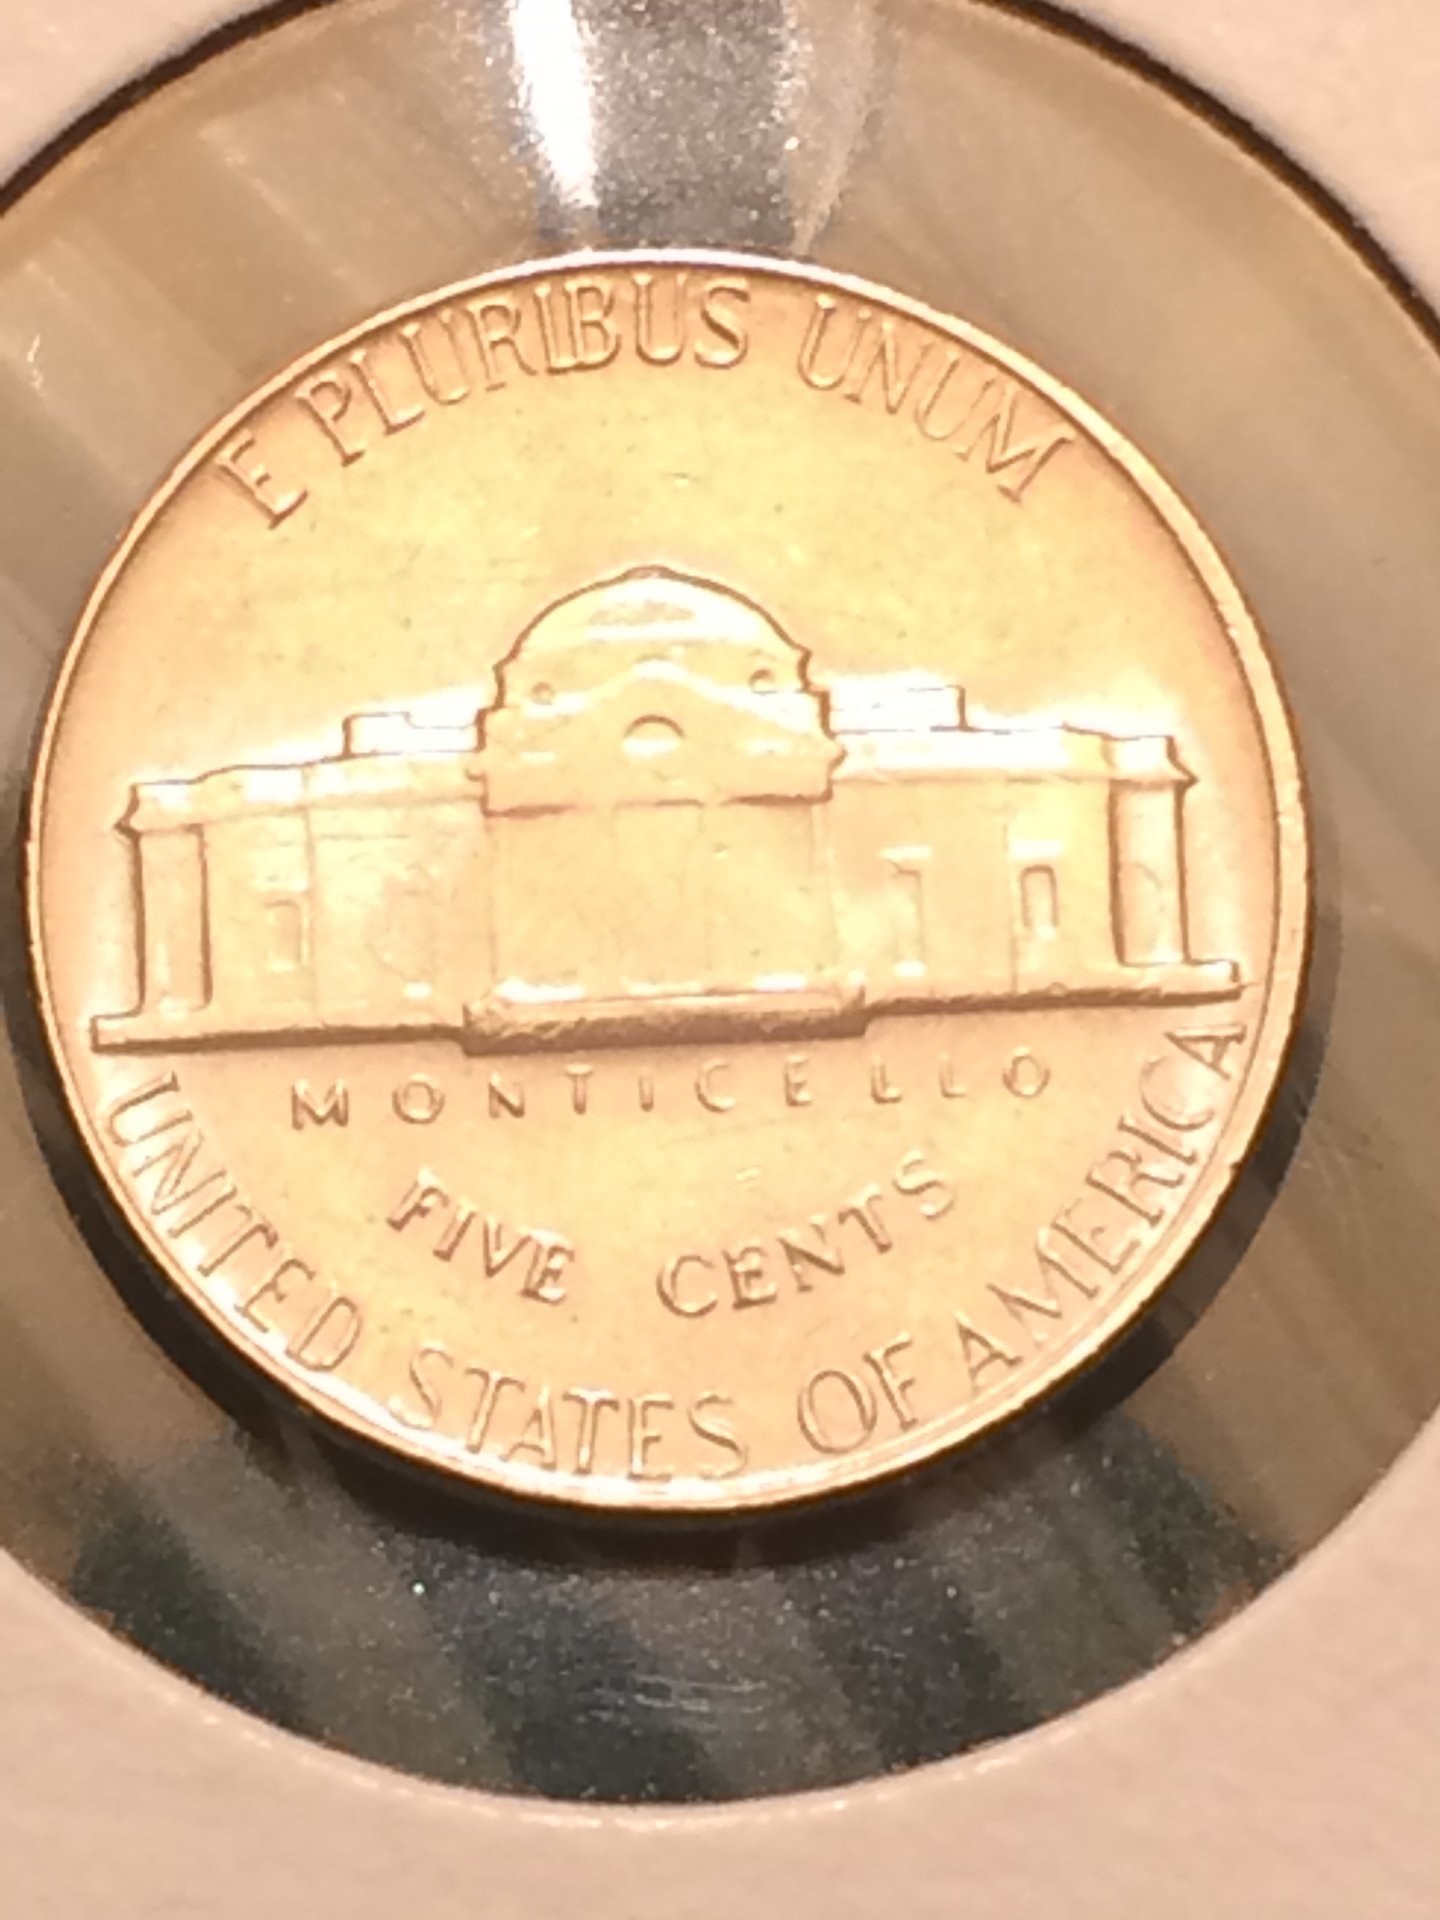 E PLURIBUS UNUM
MONTICELLO
FIVE CENTS
UNITED STATES OF AMERICA